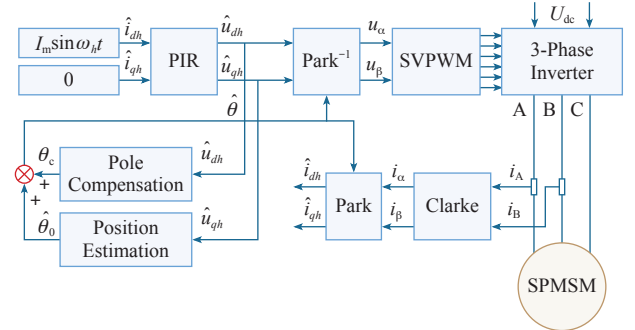 I_m sin ω_h t
0
î_dh
î_qh
PIR
û_dh
û_qh
Park⁻¹
u_α
u_β
SVPWM
U_dc
3-Phase
Inverter
A
B
C
θ̂
θ_c
+
+
θ̂_0
Pole
Compensation
û_dh
Position
Estimation
û_qh
î_dh
î_qh
Park
i_α
i_β
Clarke
i_A
i_B
SPMSM